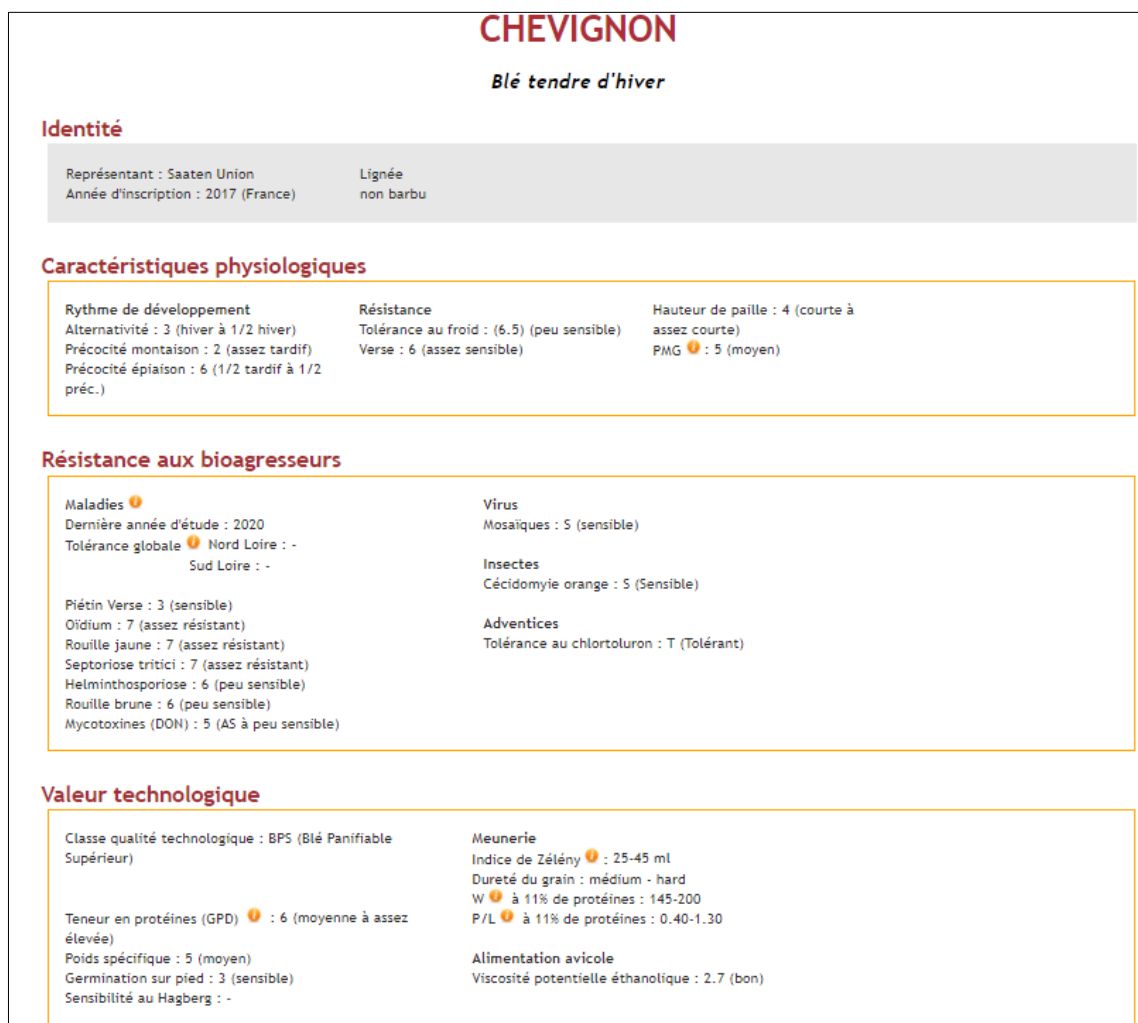 CHEVIGNON
Blé tendre d'hiver
Identité
Représentant : Saaten Union
Année d'inscription : 2017 (France)
Lignée
non barbu
Caractéristiques physiologiques
Rythme de développement
Alternativité : 3 (hiver à 1/2 hiver)
Précocité montaison : 2 (assez tardif)
Précocité épiaison : 6 (1/2 tardif à 1/2
préc.)
Résistance
Tolérance au froid : (6.5) (peu sensible)
Verse : 6 (assez sensible)
Hauteur de paille : 4 (courte à
assez courte)
PMG : 5 (moyen)
Résistance aux bioagresseurs
Maladies
Dernière année d'étude : 2020
Tolérance globale Nord Loire : -
Sud Loire : -
Piétin Verse : 3 (sensible)
Oïdium : 7 (assez résistant)
Rouille jaune : 7 (assez résistant)
Septoriose tritici : 7 (assez résistant)
Helminthosporiose : 6 (peu sensible)
Rouille brune : 6 (peu sensible)
Mycotoxines (DON) : 5 (AS à peu sensible)
Virus
Mosaïques : S (sensible)
Insectes
Cécidomyie orange : S (Sensible)
Adventices
Tolérance au chlortoluron : T (Tolérant)
Valeur technologique
Classe qualité technologique : BPS (Blé Panifiable
Supérieur)
Teneur en protéines (GPD) : 6 (moyenne à assez
élevée)
Poids spécifique : 5 (moyen)
Germination sur pied : 3 (sensible)
Sensibilité au Hagberg : -
Meunerie
Indice de Zélény : 25-45 ml
Dureté du grain : médium - hard
W à 11% de protéines : 145-200
P/L à 11% de protéines : 0.40-1.30
Alimentation avicole
Viscosité potentielle éthanolique : 2.7 (bon)